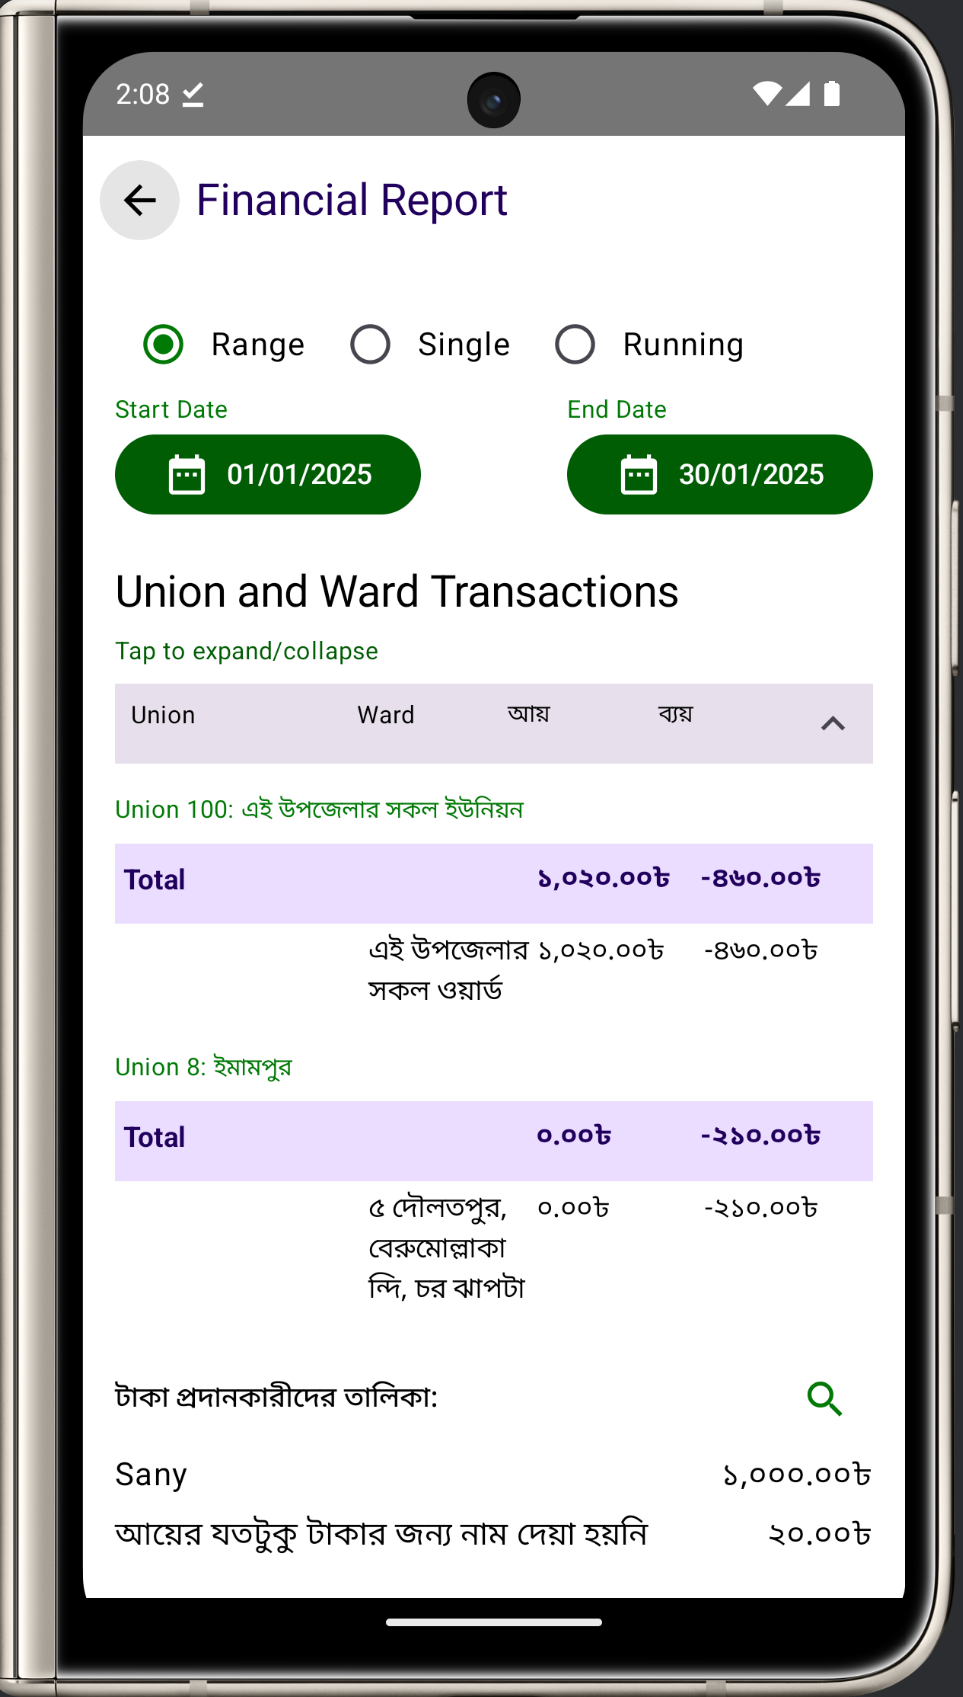 2:08
Financial Report
Range Single Running
Start Date End Date
01/01/2025 30/01/2025
Union and Ward Transactions
Tap to expand/collapse
Union Ward আয় ব্যয়
Union 100: এই উপজেলার সকল ইউনিয়ন
Total ১,০২০.০০৳ -৪৬০.০০৳
এই উপজেলার ১,০২০.০০৳ -৪৬০.০০৳
সকল ওয়ার্ড
Union 8: ইমামপুর
Total ০.০০৳ -২১০.০০৳
৫ দৌলতপুর, ০.০০৳ -২১০.০০৳
বেরুমোল্লাকা
ন্দি, চর ঝাপটা
টাকা প্রদানকারীদের তালিকা:
Sany ১,০০০.০০৳
আয়ের যতটুকু টাকার জন্য নাম দেয়া হয়নি ২০.০০৳